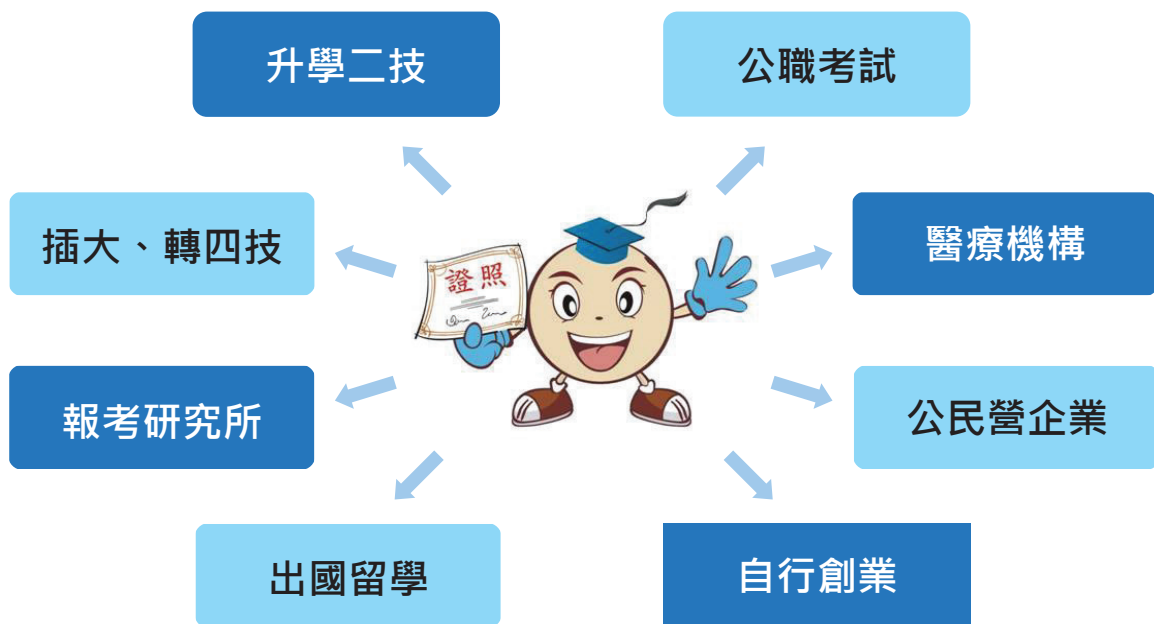 升學二技
公職考試
插大、轉四技
證照
醫療機構
報考研究所
公民營企業
出國留學
自行創業